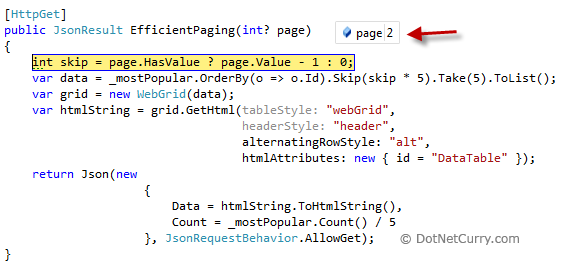 [HttpGet]
public JsonResult EfficientPaging(int? page)
page 2
{
int skip = page.HasValue ? page.Value - 1 : 0;
var data = _mostPopular.OrderBy(o => o.Id).Skip(skip * 5).Take(5).ToList();
var grid = new WebGrid(data);
var htmlString = grid.GetHtml(tableStyle: "webGrid",
headerStyle: "header",
alternatingRowStyle: "alt",
htmlAttributes: new { id = "DataTable" });
return Json(new
{
Data = htmlString.ToHtmlString(),
Count = _mostPopular.Count() / 5
}, JsonRequestBehavior.AllowGet);
© DotNetCurry.com
}